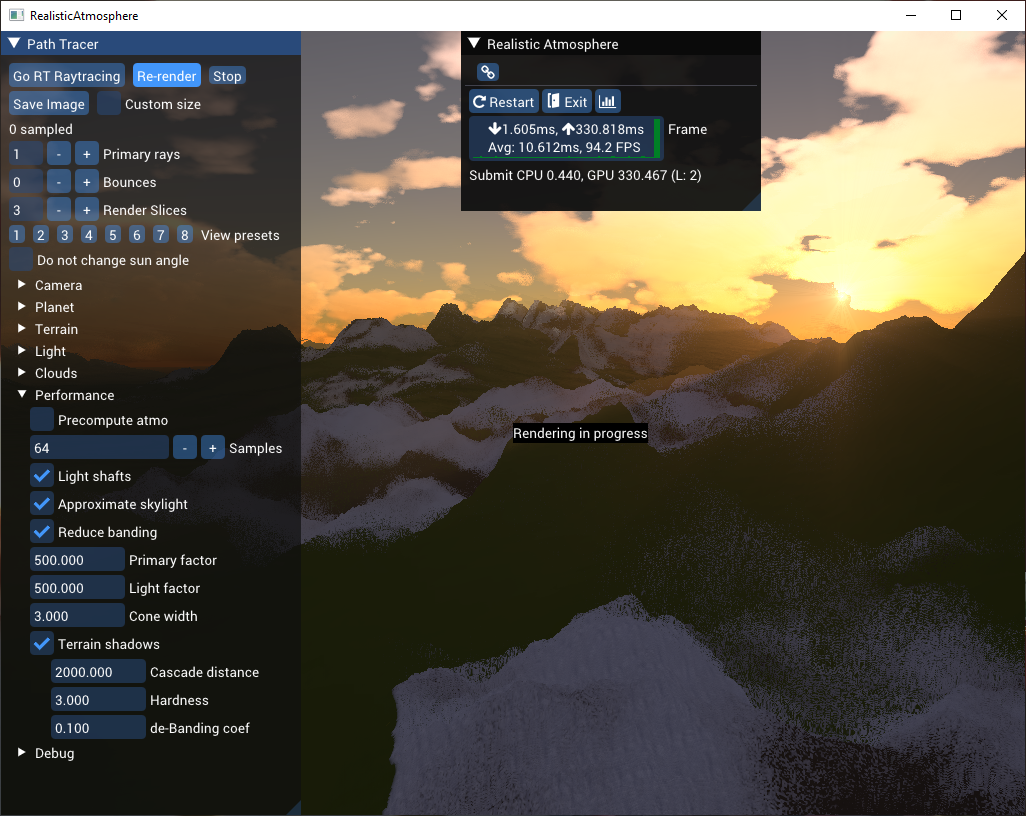 RealisticAtmosphere
Path Tracer
Go RT Raytracing Re-render Stop
Save Image Custom size
0 sampled
1 - + Primary rays
0 - + Bounces
3 - + Render Slices
1 2 3 4 5 6 7 8 View presets
Do not change sun angle
Camera
Planet
Terrain
Light
Clouds
Performance
Precompute atmo
64 - + Samples
Light shafts
Approximate skylight
Reduce banding
500.000 Primary factor
500.000 Light factor
3.000 Cone width
Terrain shadows
2000.000 Cascade distance
3.000 Hardness
0.100 de-Banding coef
Debug
Realistic Atmosphere
Restart Exit
↓1.605ms, ↑330.818ms Frame
Avg: 10.612ms, 94.2 FPS
Submit CPU 0.440, GPU 330.467 (L: 2)
Rendering in progress